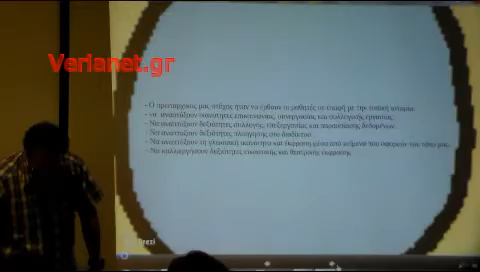 Verianet.gr
- Ο πρωταρχικός μας στόχος ήταν να έρθουν οι μαθητές σε επαφή με την τοπική ιστορία.
- να αναπτύξουν ικανότητες επικοινωνίας, συνεργασίας και συλλογικής εργασίας.
- Να αναπτύξουν δεξιότητες συλλογής, επεξεργασίας και παρουσίασης δεδομένων.
- Να αναπτύξουν δεξιότητες πλοήγησης στο διαδίκτυο.
- Να αναπτύξουν τη γλωσσική ικανότητα και έκφραση μέσα από κείμενα που αφορούν τον τόπο μας.
- Να καλλιεργήσουν δεξιότητες εικαστικής και θεατρικής έκφρασης.
Prezi